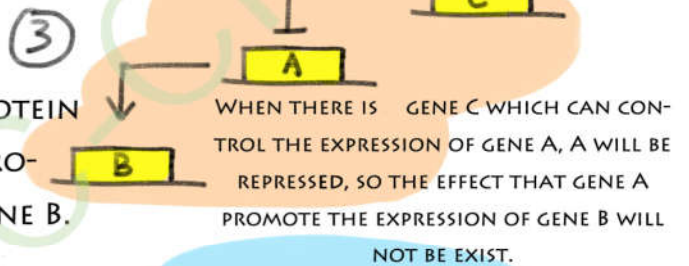 C
3
A
OTEIN
RO-
NE B.
B
WHEN THERE IS GENE C WHICH CAN CON-
TROL THE EXPRESSION OF GENE A, A WILL BE
REPRESSED, SO THE EFFECT THAT GENE A
PROMOTE THE EXPRESSION OF GENE B WILL
NOT BE EXIST.